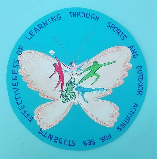 EFFECTIVENESS OF LEARNING THROUGH SPORTS AND OUTDOOR ACTIVITIES FOR SEN STUDENTS